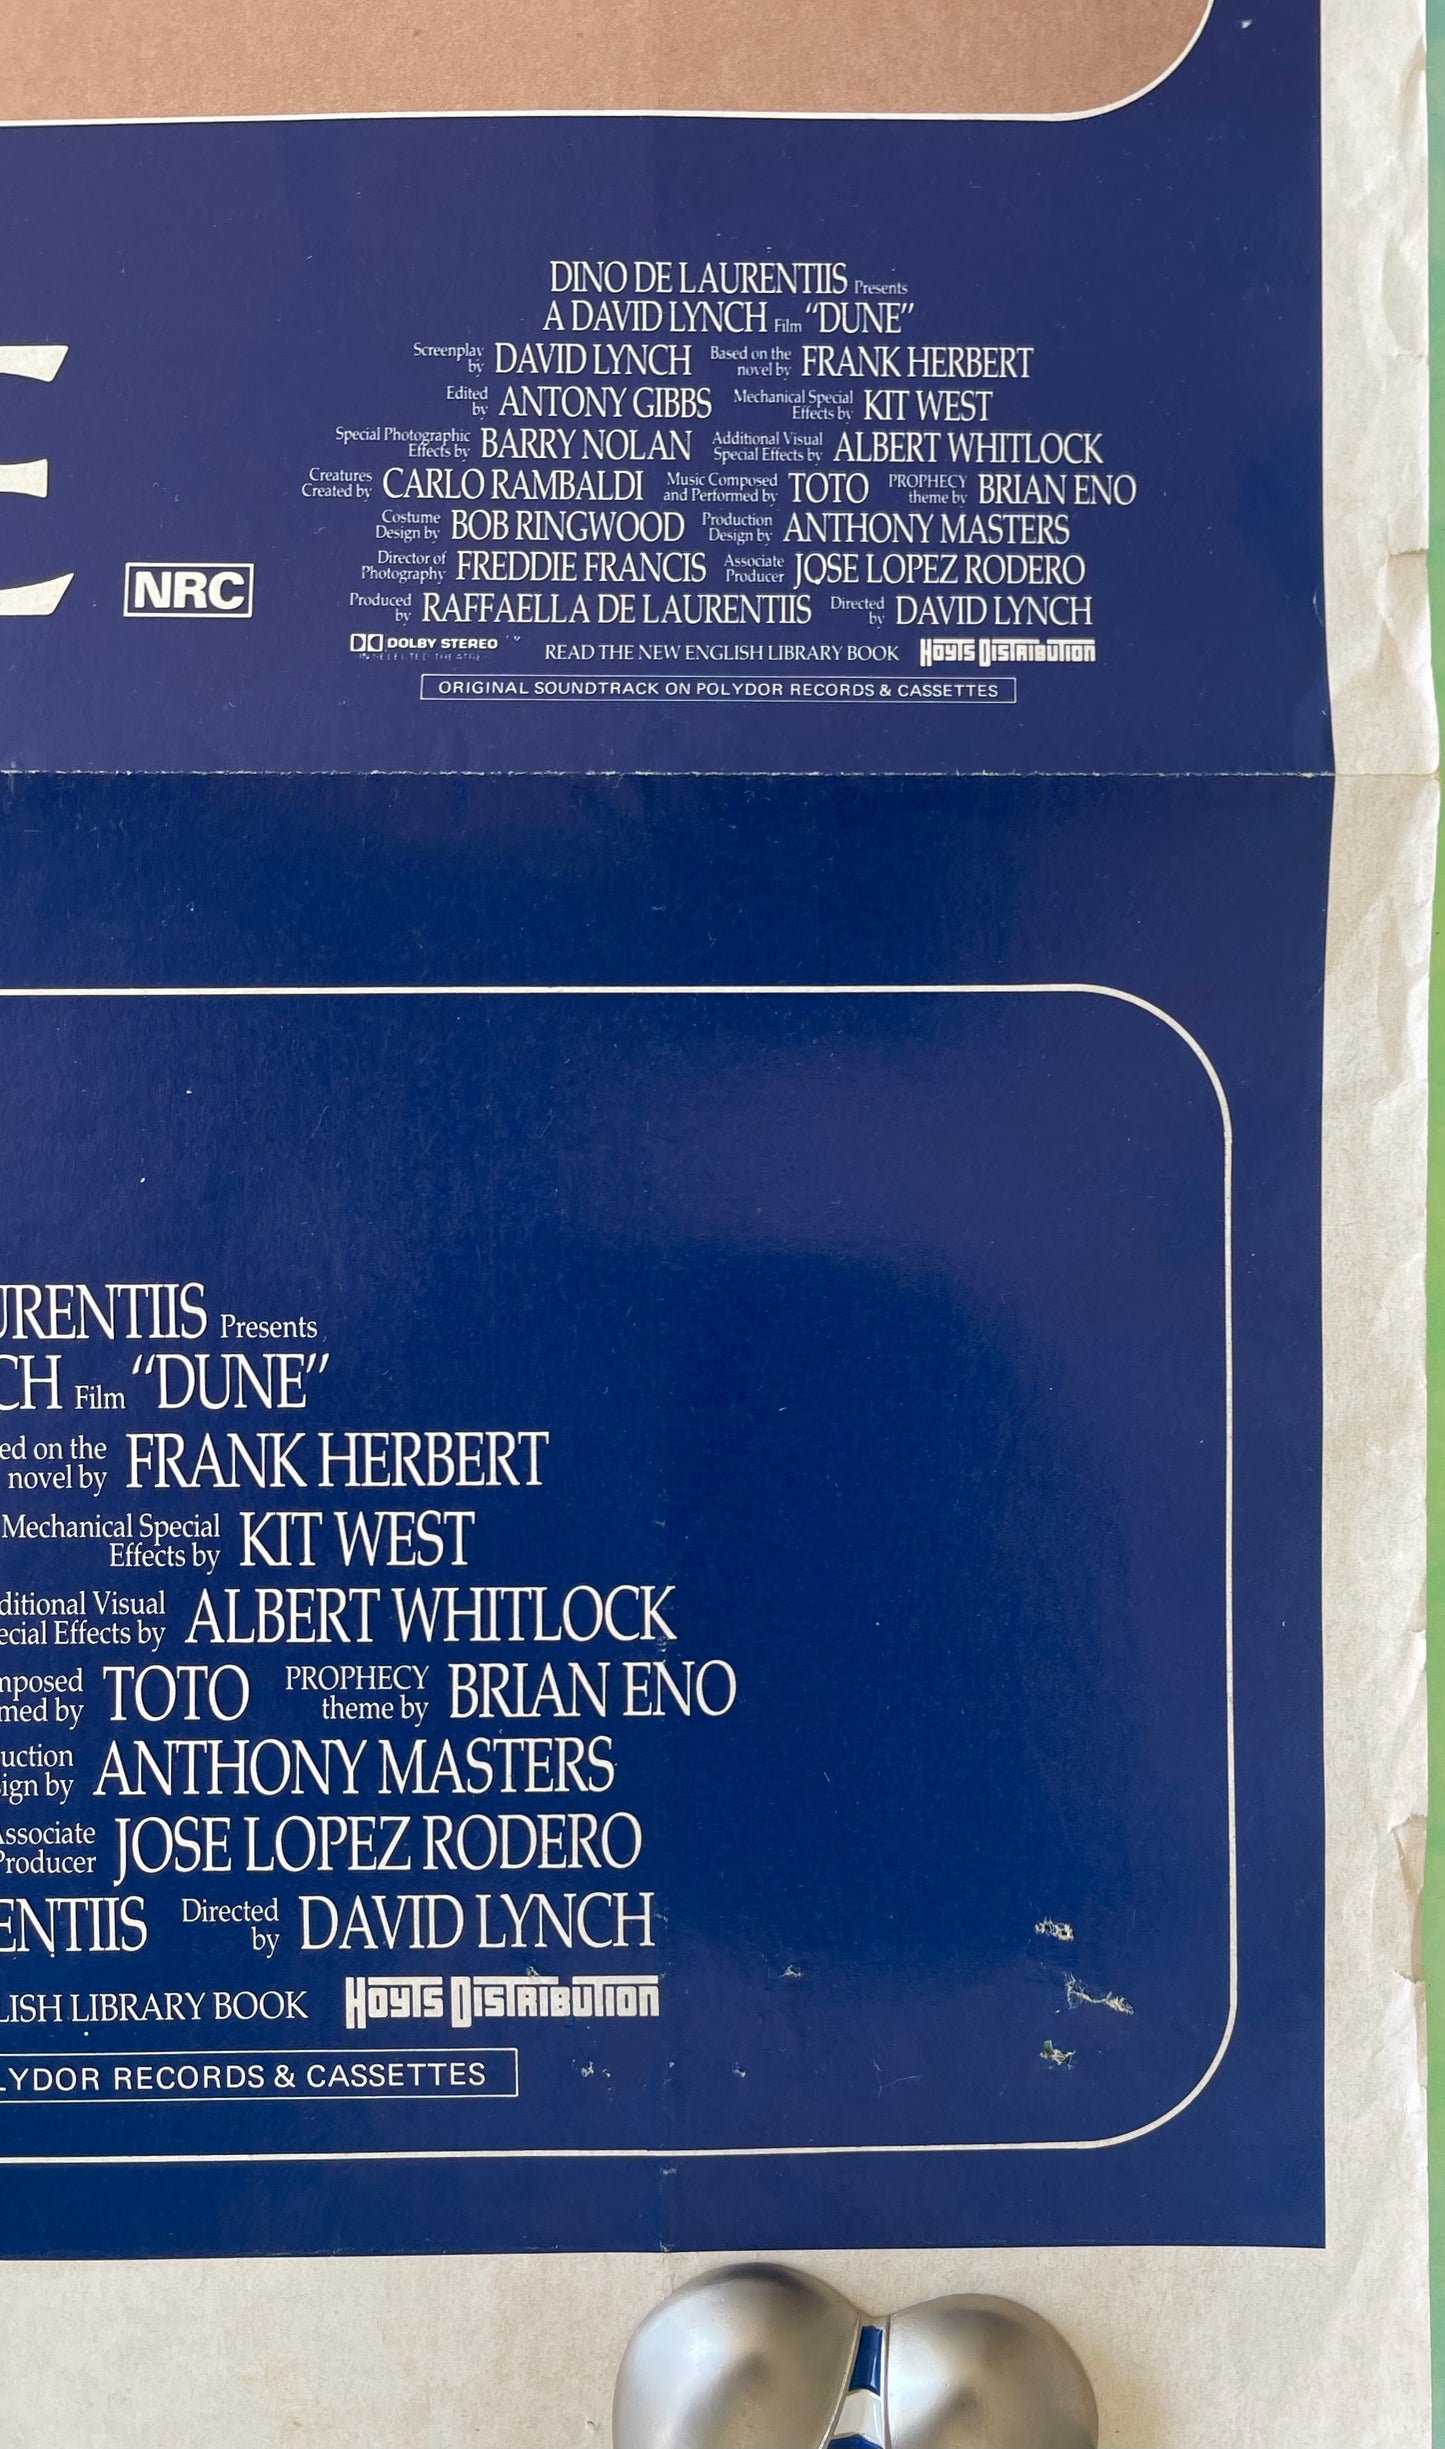 DINO DE LAURENTIIS Presents
A DAVID LYNCH Film "DUNE"
Screenplay by DAVID LYNCH Based on the novel by FRANK HERBERT
Edited by ANTONY GIBBS Mechanical Special Effects by KIT WEST
Special Photographic Effects by BARRY NOLAN Additional Visual Special Effects by ALBERT WHITLOCK
Creatures Created by CARLO RAMBALDI Music Composed and Performed by TOTO PROPHECY theme by BRIAN ENO
Costume Design by BOB RINGWOOD Production Design by ANTHONY MASTERS
Director of Photography FREDDIE FRANCIS Associate Producer JOSE LOPEZ RODERO
NRC
Produced by RAFFAELLA DE LAURENTIIS Directed by DAVID LYNCH
DOLBY STEREO READ THE NEW ENGLISH LIBRARY BOOK HOYTS DISTRIBUTION
ORIGINAL SOUNDTRACK ON POLYDOR RECORDS & CASSETTES
URENTIIS Presents
CH Film "DUNE"
ed on the novel by FRANK HERBERT
Mechanical Special Effects by KIT WEST
ditional Visual ecial Effects by ALBERT WHITLOCK
mposed med by TOTO PROPHECY theme by BRIAN ENO
uction ign by ANTHONY MASTERS
Associate Producer JOSE LOPEZ RODERO
ENTIIS Directed by DAVID LYNCH
LISH LIBRARY BOOK HOYTS DISTRIBUTION
LYDOR RECORDS & CASSETTES